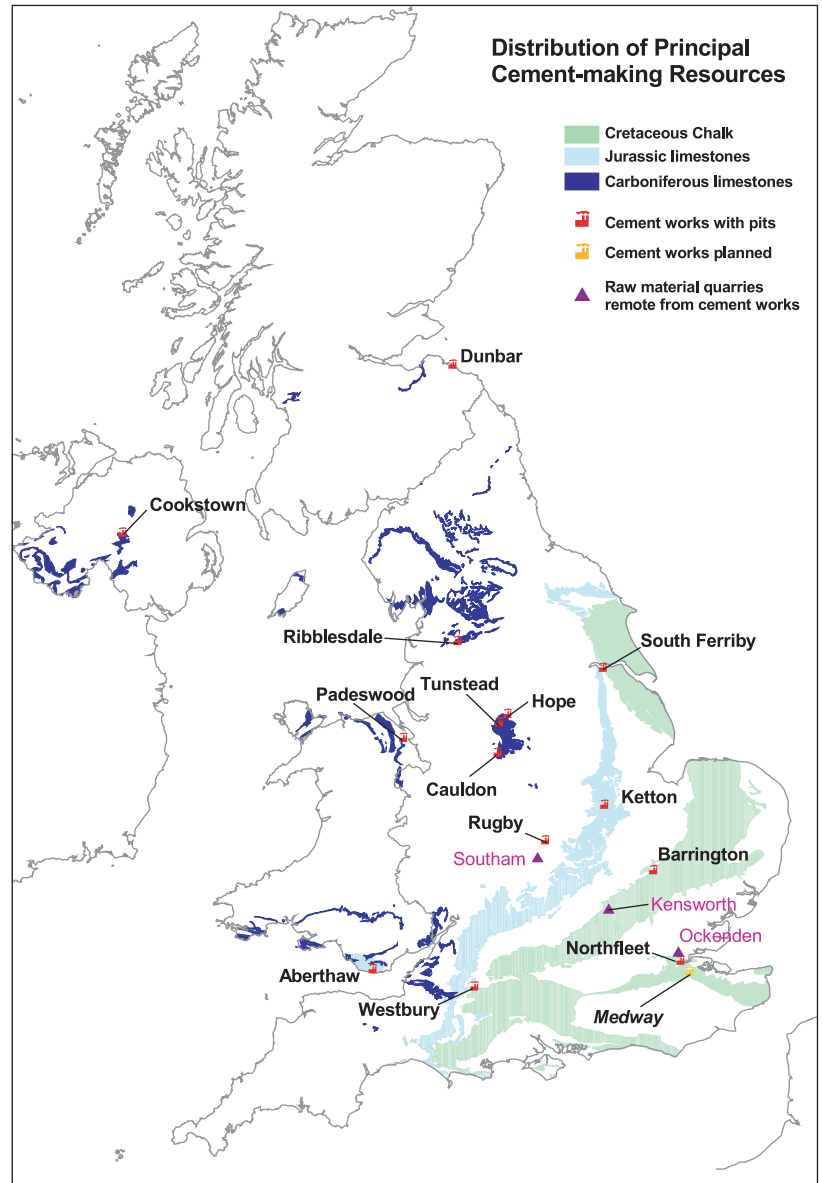 Distribution of Principal
Cement-making Resources
Cretaceous Chalk
Jurassic limestones
Carboniferous limestones
Cement works with pits
Cement works planned
Raw material quarries
remote from cement works
Dunbar
Cookstown
Ribblesdale
South Ferriby
Tunstead
Padeswood
Hope
Cauldon
Ketton
Rugby
Southam
Barrington
Kensworth
Ockenden
Northfleet
Aberthaw
Westbury
Medway